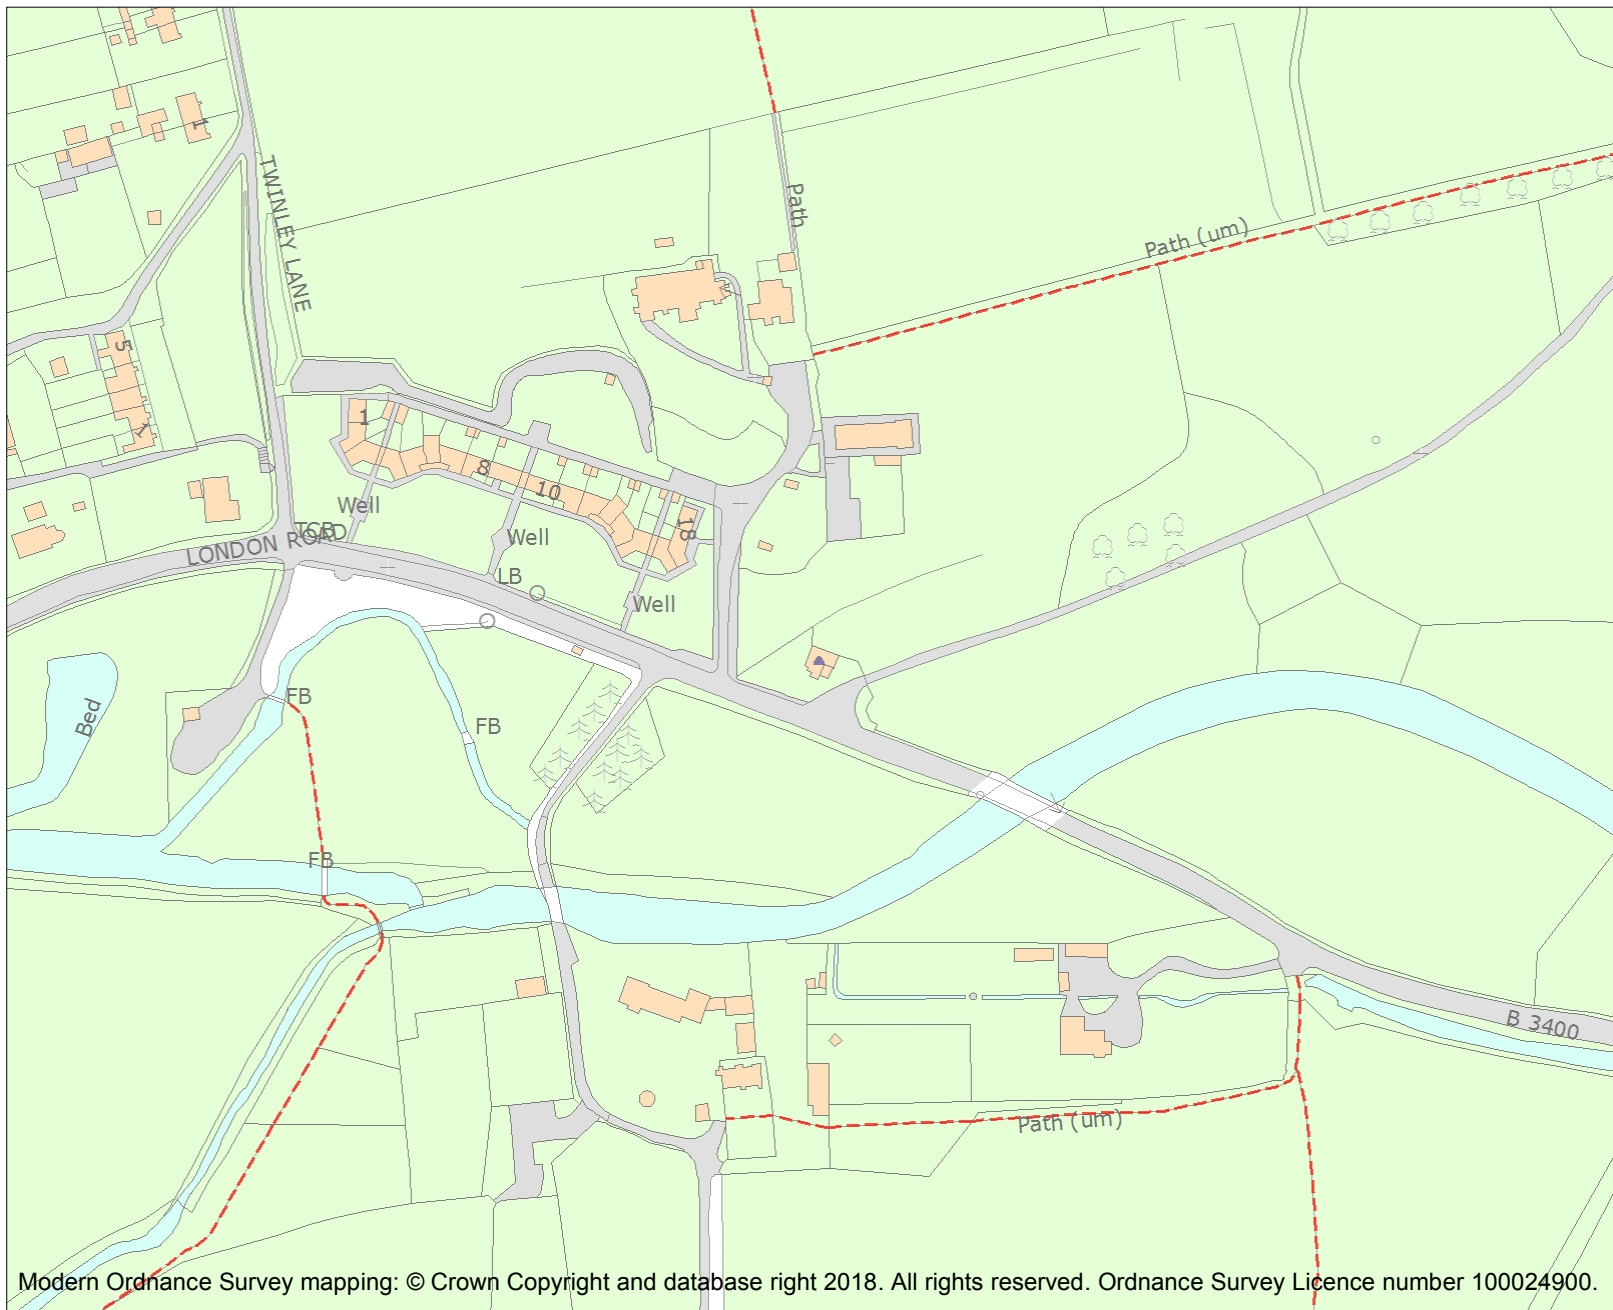 1
TWINLEY LANE
Path
Path (um)
5
1
1
8
10
18
Well
Well
Well
TCB
LONDON ROAD
LB
FB
FB
Bed
FB
B 3400
Path (um)
Modern Ordnance Survey mapping: © Crown Copyright and database right 2018. All rights reserved. Ordnance Survey Licence number 100024900.